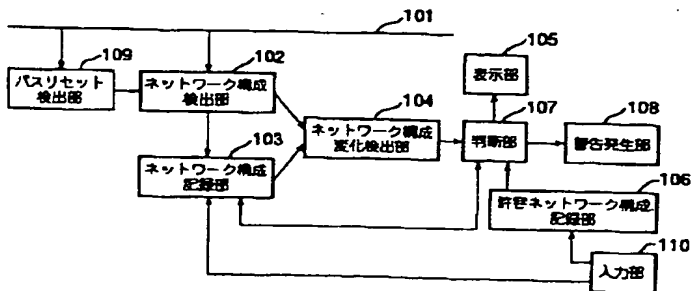 101
109
バスリセット
検出部
102
ネットワーク構成
検出部
103
ネットワーク構成
記録部
104
ネットワーク構成
変化検出部
105
表示部
107
判断部
108
警告発生部
106
許容ネットワーク構成
記録部
110
入力部